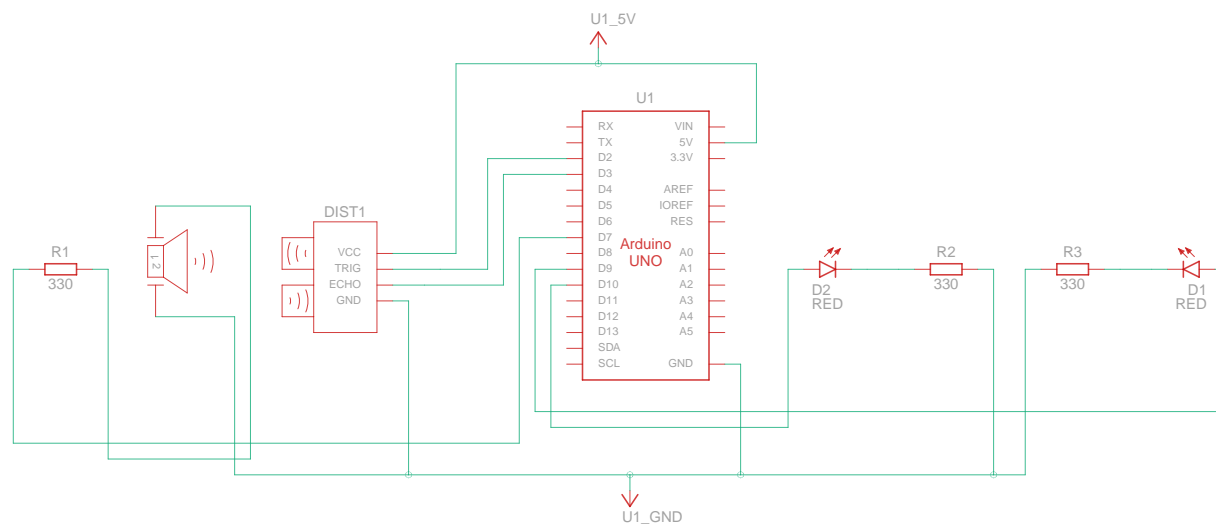 U1_5V
U1
RX
TX
D2
D3
D4
D5
D6
D7
D8
D9
D10
D11
D12
D13
SDA
SCL
VIN
5V
3.3V
AREF
IOREF
RES
A0
A1
A2
A3
A4
A5
GND
Arduino
UNO
DIST1
VCC
TRIG
ECHO
GND
R1
330
1
2
D2
RED
R2
330
R3
330
D1
RED
U1_GND